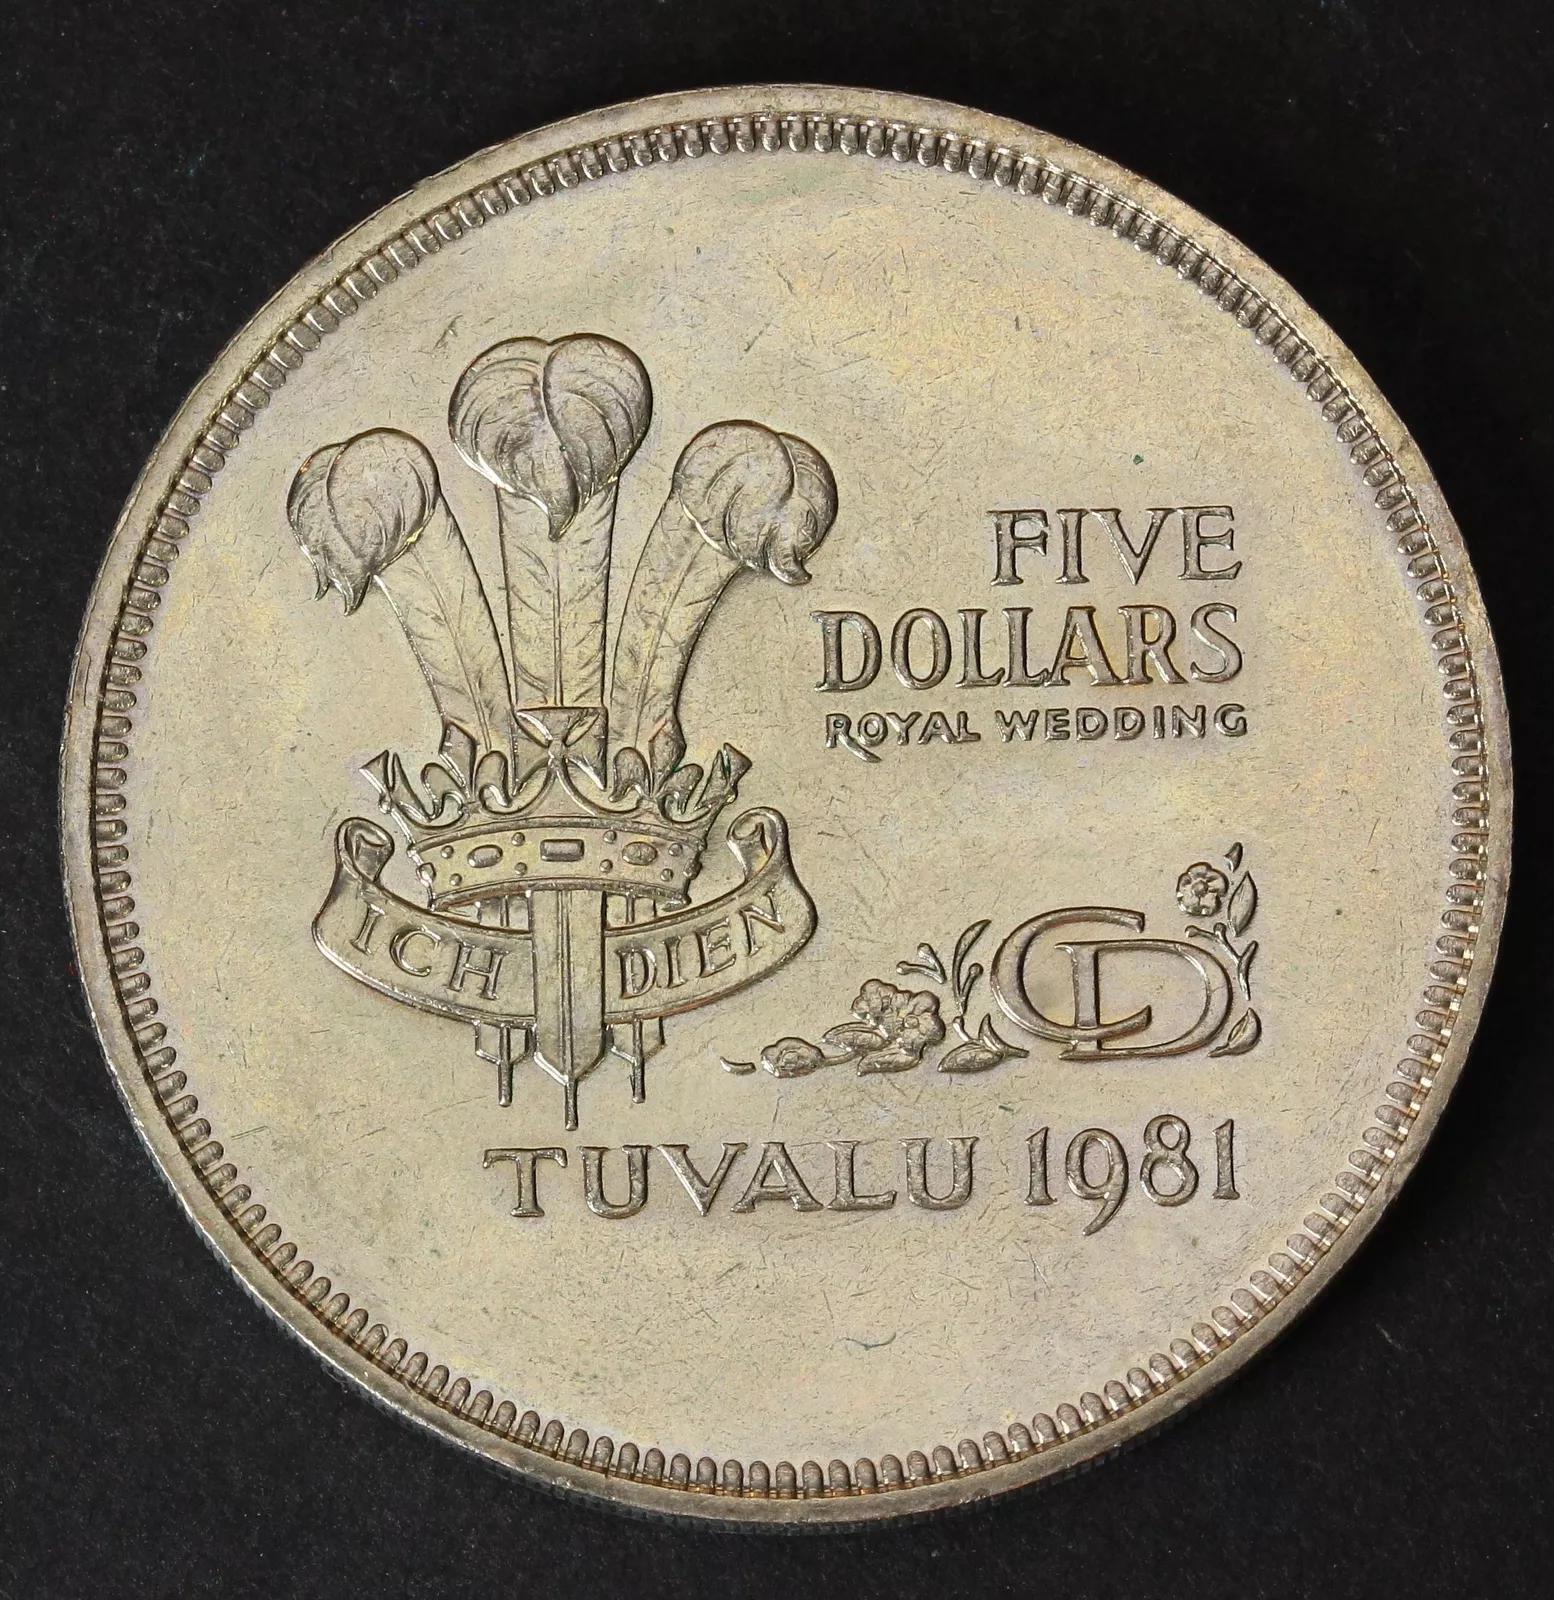 FIVE
DOLLARS
ROYAL WEDDING
ICH DIEN
CD
TUVALU 1981